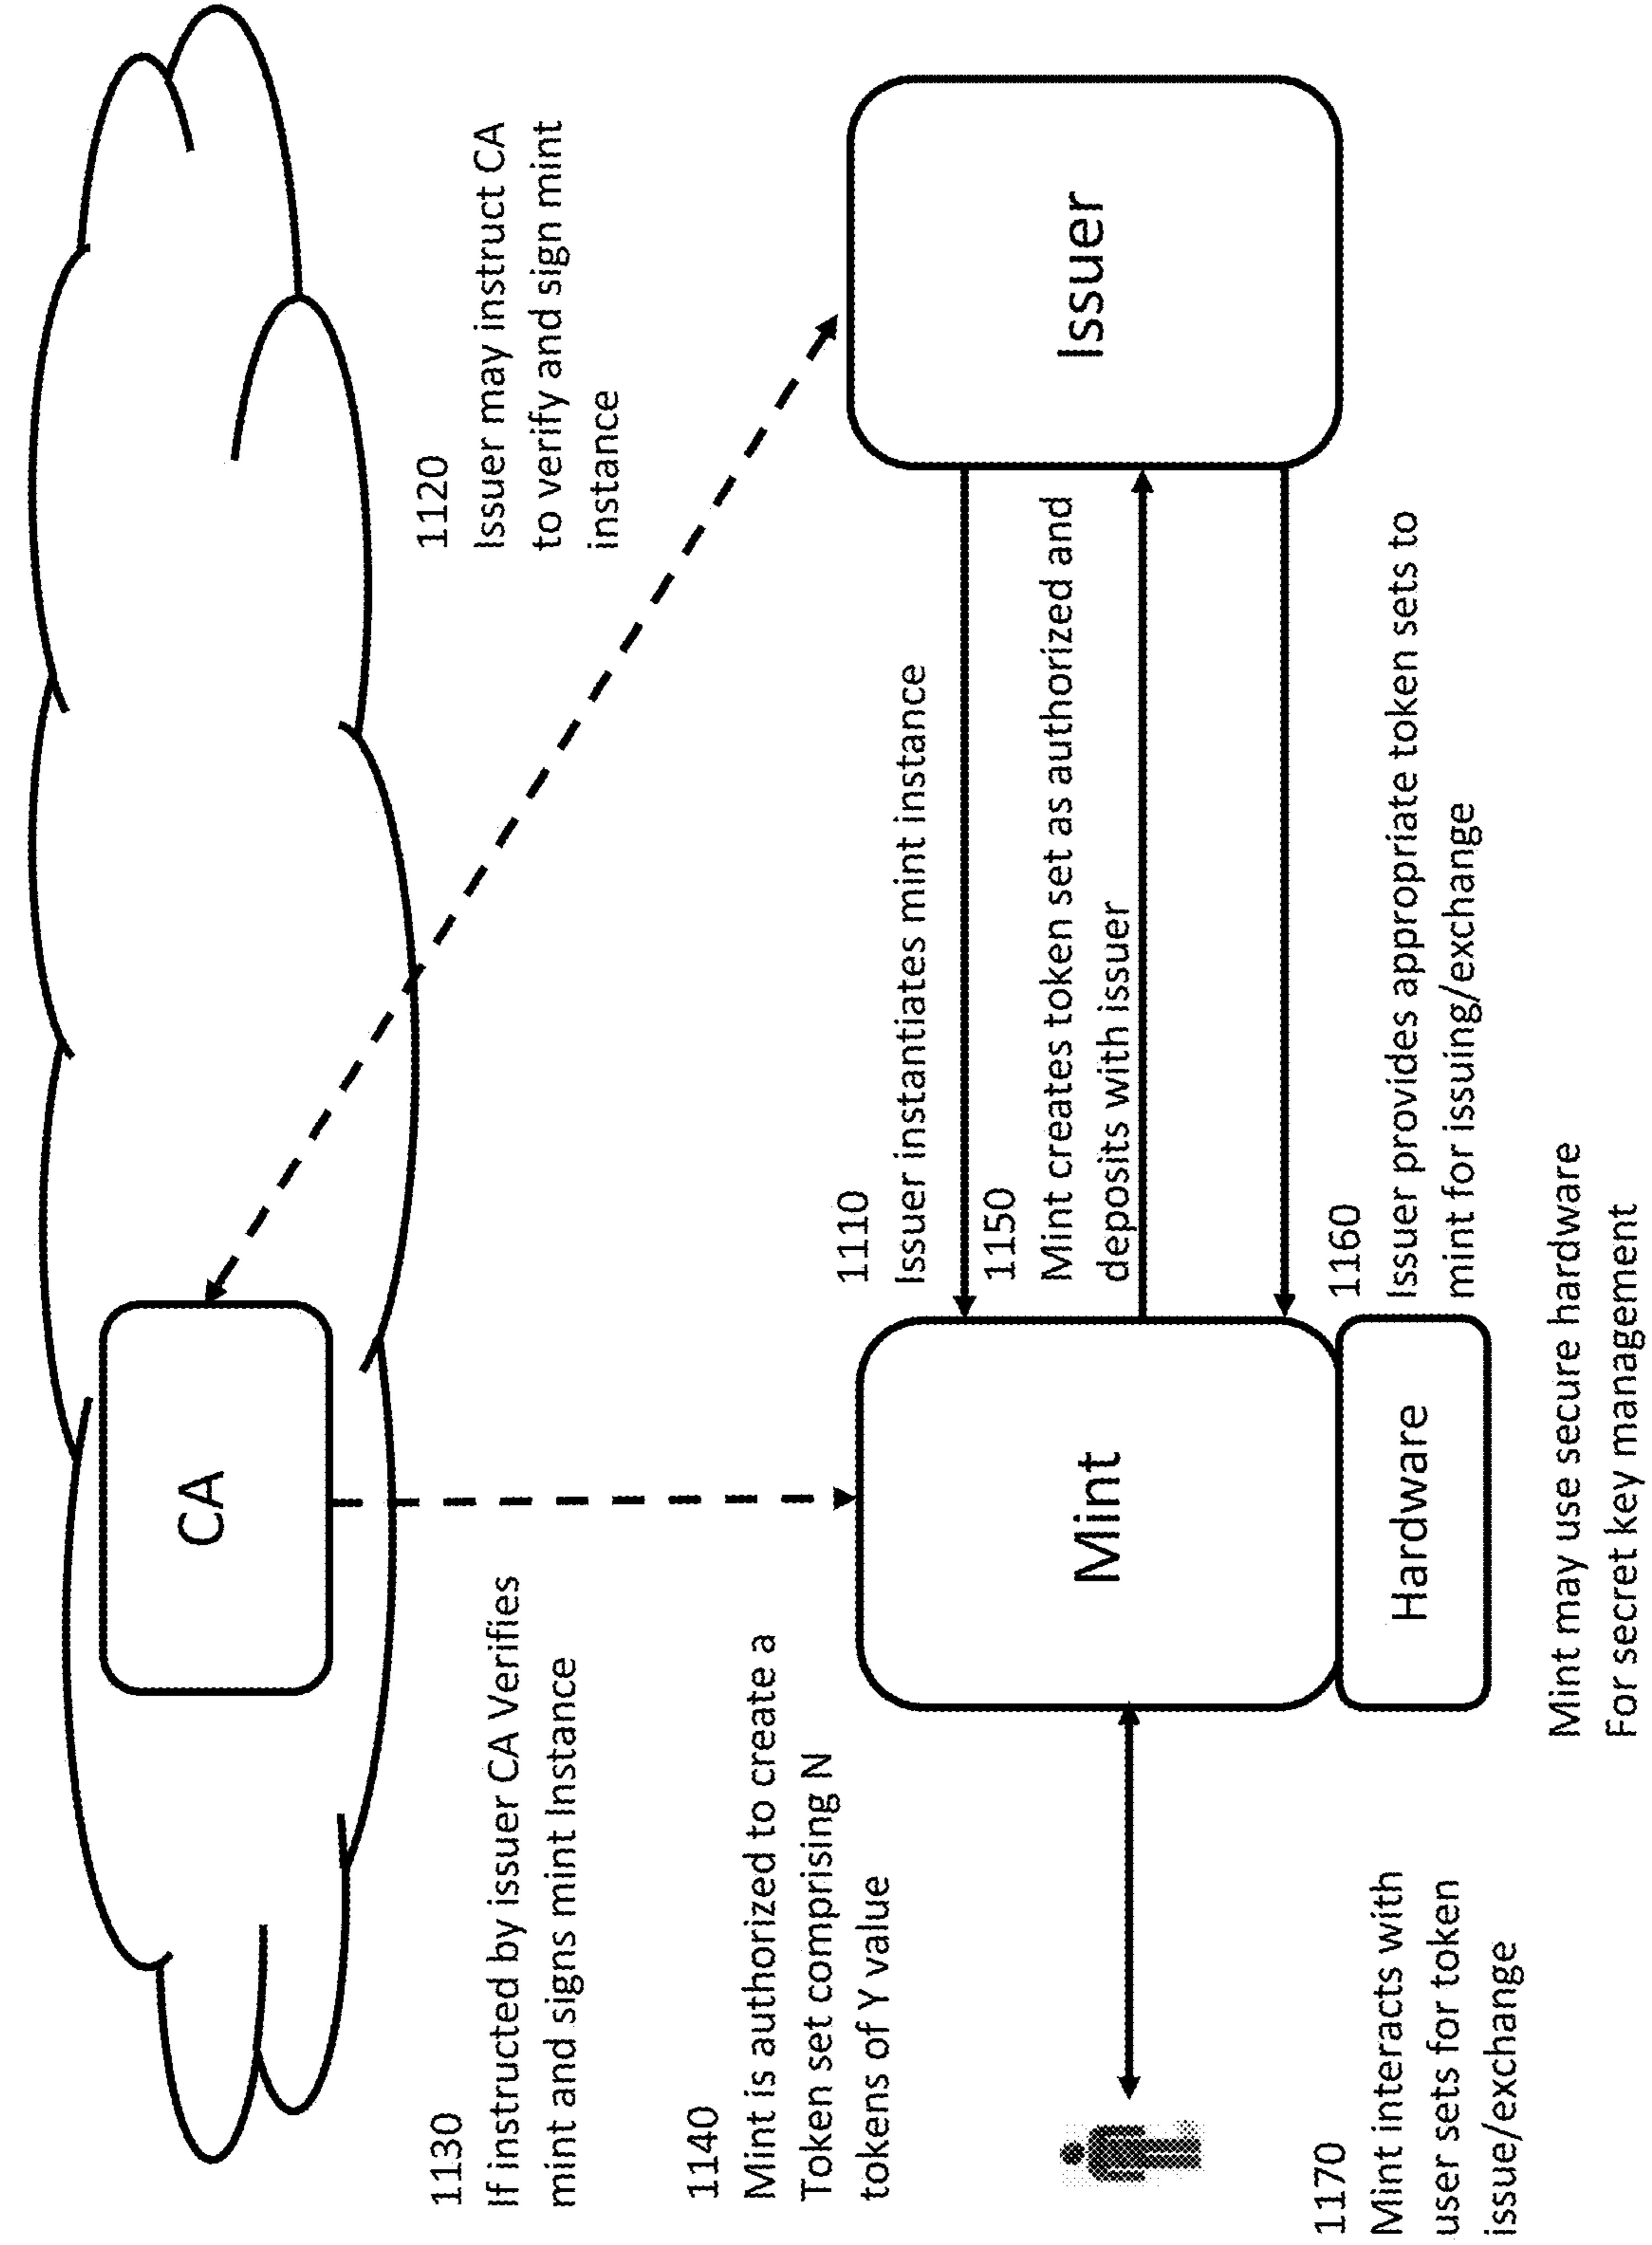 CA
1120
Issuer may instruct CA
to verify and sign mint
instance
1130
If instructed by issuer CA Verifies
mint and signs mint Instance
1140
Mint is authorized to create a
Token set comprising N
tokens of Y value
1110
Issuer instantiates mint instance
1150
Mint creates token set as authorized and
deposits with issuer
Mint
Issuer
Hardware
1160
Issuer provides appropriate token sets to
mint for issuing/exchange
1170
Mint interacts with
user sets for token
issue/exchange
Mint may use secure hardware
For secret key management